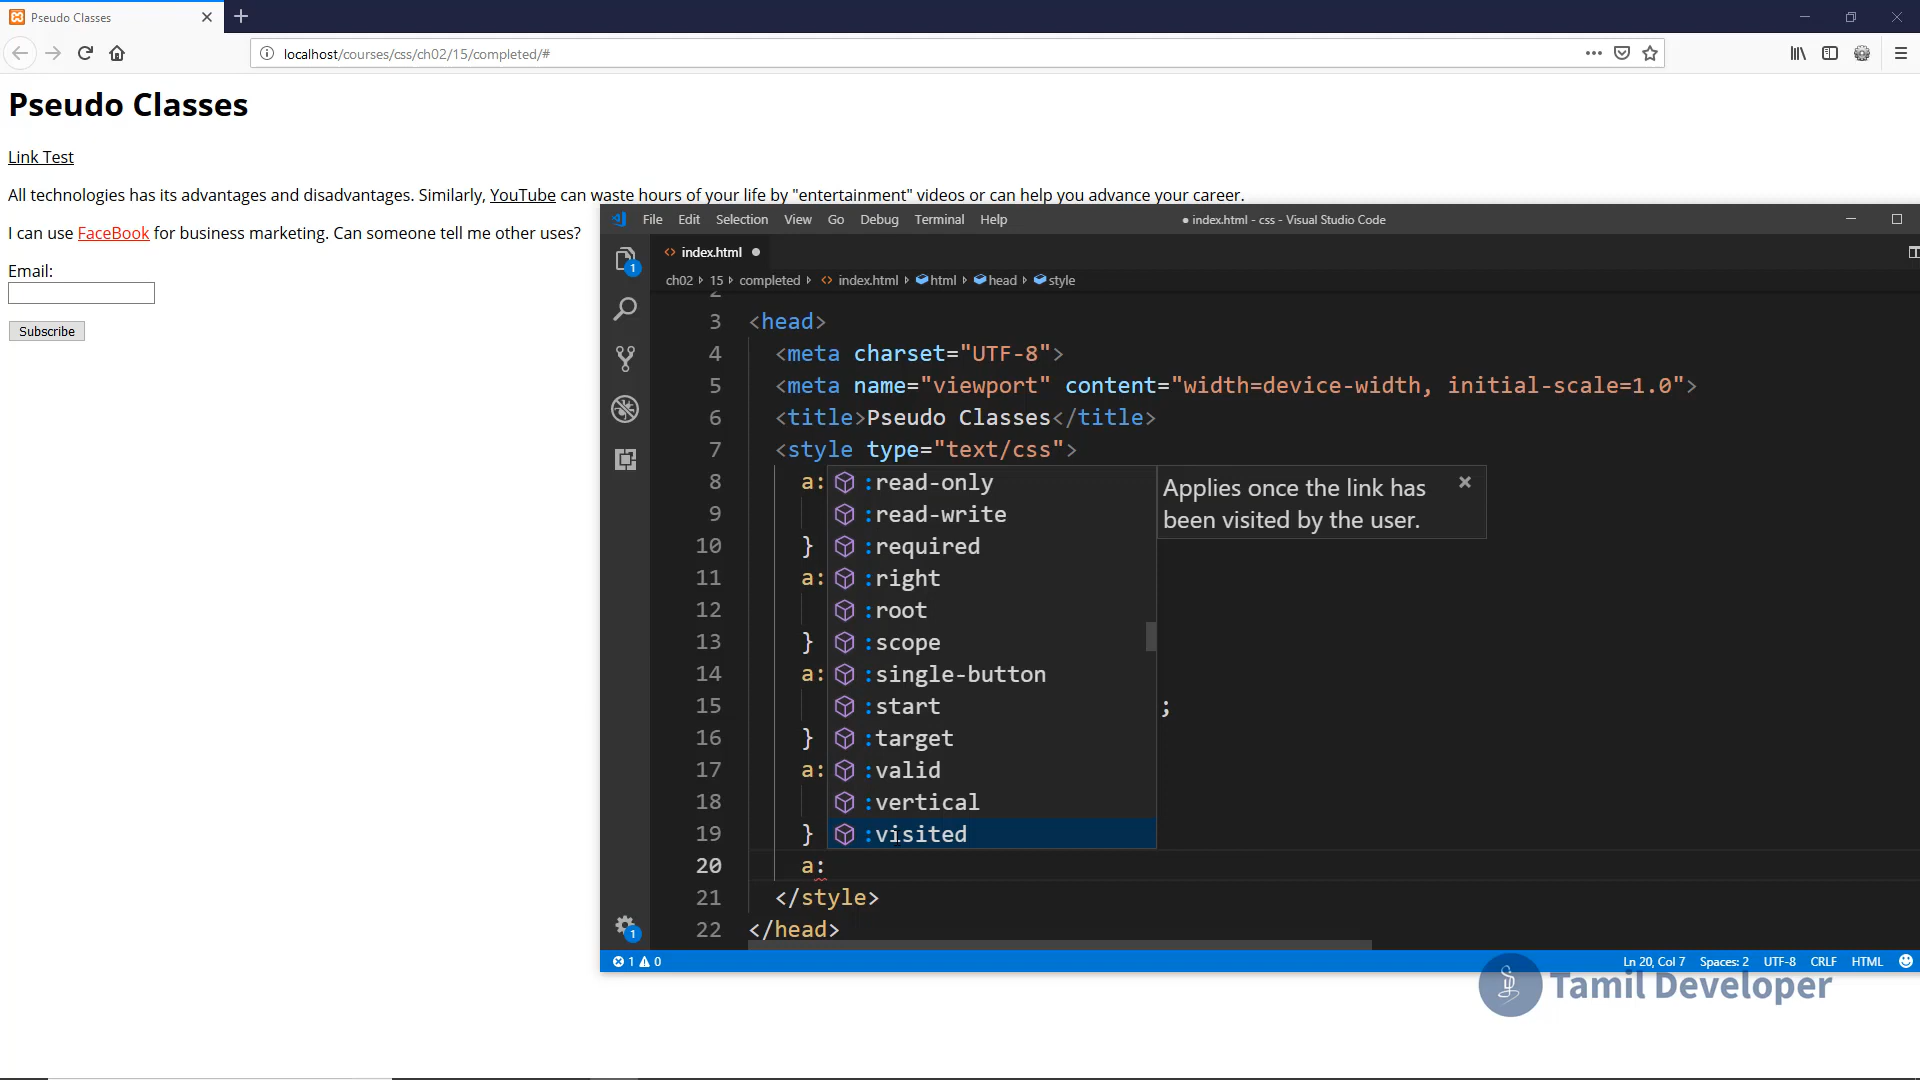 Pseudo Classes
localhost/courses/css/ch02/15/completed/#
Pseudo Classes
Link Test
All technologies has its advantages and disadvantages. Similarly, YouTube can waste hours of your life by "entertainment" videos or can help you advance your career.
I can use FaceBook for business marketing. Can someone tell me other uses?
Email:
Subscribe
File Edit Selection View Go Debug Terminal Help
● index.html - css - Visual Studio Code
index.html
ch02 15 completed index.html html head style
1
2
3 <head>
4 <meta charset="UTF-8">
5 <meta name="viewport" content="width=device-width, initial-scale=1.0">
6 <title>Pseudo Classes</title>
7 <style type="text/css">
8 a: :read-only
Applies once the link has
been visited by the user.
9 :read-write
10 } :required
11 a: :right
12 :root
13 } :scope
14 a: :single-button
15 :start ;
16 } :target
17 a: :valid
18 :vertical
19 } :visited
20 a:
21 </style>
22 </head>
1
1 0
Ln 20, Col 7 Spaces: 2 UTF-8 CRLF HTML
Tamil Developer